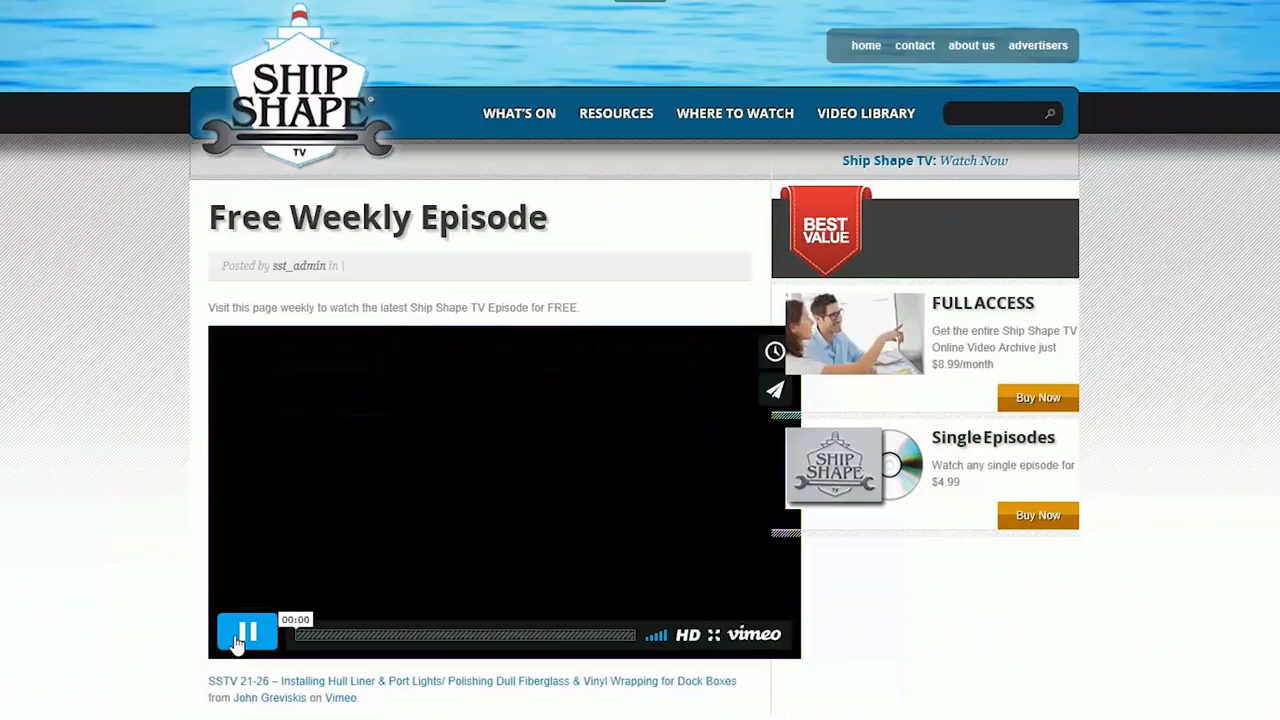 SHIP
SHAPE
TV
home contact about us advertisers
WHAT'S ON RESOURCES WHERE TO WATCH VIDEO LIBRARY
Ship Shape TV: Watch Now
Free Weekly Episode
Posted by sst_admin in |
Visit this page weekly to watch the latest Ship Shape TV Episode for FREE.
BEST
VALUE
FULL ACCESS
Get the entire Ship Shape TV
Online Video Archive just
$8.99/month
Buy Now
SHIP
SHAPE
TV
Single Episodes
Watch any single episode for
$4.99
Buy Now
00:00
HD vimeo
SSTV 21-26 – Installing Hull Liner & Port Lights/ Polishing Dull Fiberglass & Vinyl Wrapping for Dock Boxes
from John Greviskis on Vimeo.